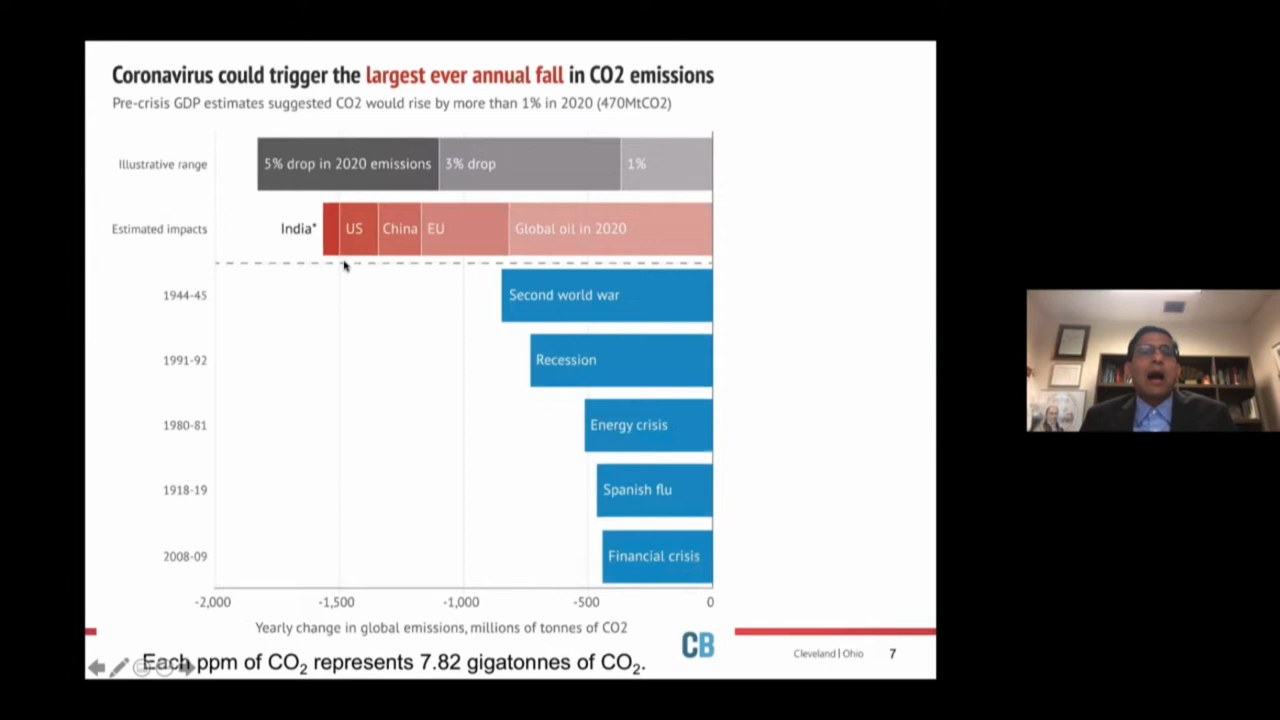 Coronavirus could trigger the largest ever annual fall in CO2 emissions
Pre-crisis GDP estimates suggested CO2 would rise by more than 1% in 2020 (470MtCO2)
Illustrative range
5% drop in 2020 emissions
3% drop
1%
Estimated impacts
India*
US
China
EU
Global oil in 2020
1944-45
Second world war
1991-92
Recession
1980-81
Energy crisis
1918-19
Spanish flu
2008-09
Financial crisis
-2,000
-1,500
-1,000
-500
0
Yearly change in global emissions, millions of tonnes of CO2
CB
Cleveland | Ohio
7
Each ppm of CO₂ represents 7.82 gigatonnes of CO₂.